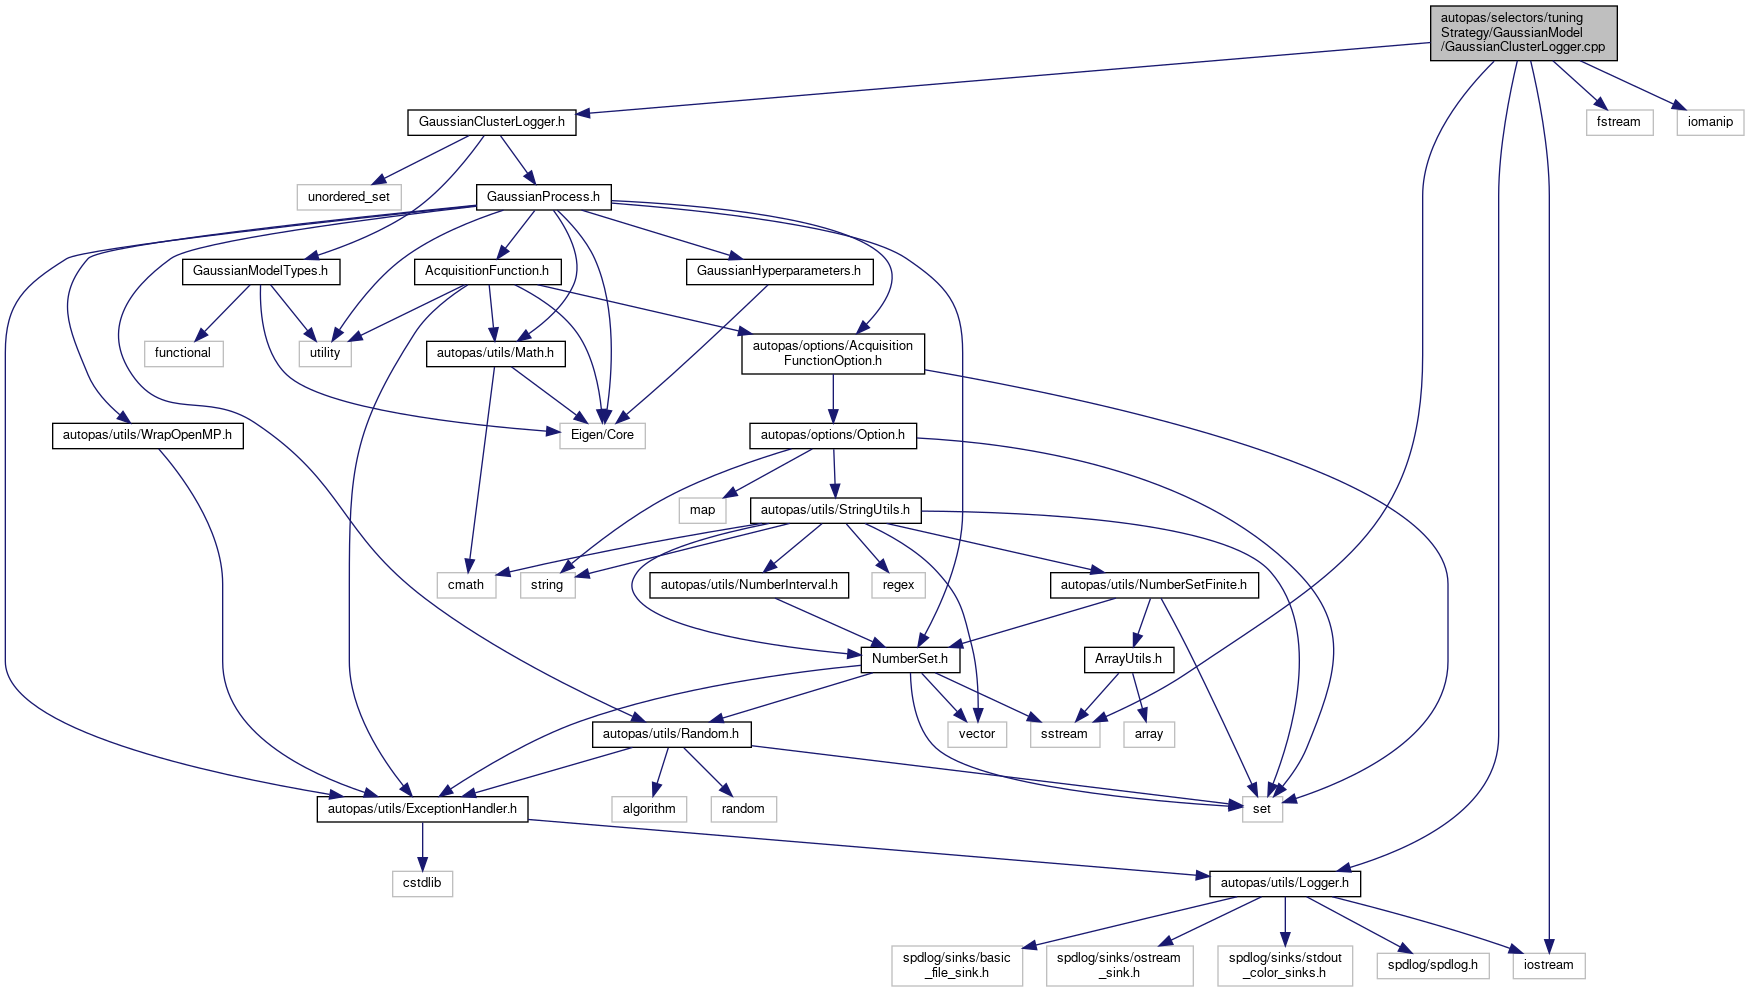 autopas/selectors/tuning
Strategy/GaussianModel
/GaussianClusterLogger.cpp
GaussianClusterLogger.h
fstream
iomanip
unordered_set
GaussianProcess.h
GaussianModelTypes.h
AcquisitionFunction.h
GaussianHyperparameters.h
functional
utility
autopas/utils/Math.h
autopas/options/Acquisition
FunctionOption.h
autopas/utils/WrapOpenMP.h
Eigen/Core
autopas/options/Option.h
map
autopas/utils/StringUtils.h
cmath
string
autopas/utils/NumberInterval.h
regex
autopas/utils/NumberSetFinite.h
NumberSet.h
ArrayUtils.h
autopas/utils/Random.h
vector
sstream
array
autopas/utils/ExceptionHandler.h
algorithm
random
set
cstdlib
autopas/utils/Logger.h
spdlog/sinks/basic
_file_sink.h
spdlog/sinks/ostream
_sink.h
spdlog/sinks/stdout
_color_sinks.h
spdlog/spdlog.h
iostream